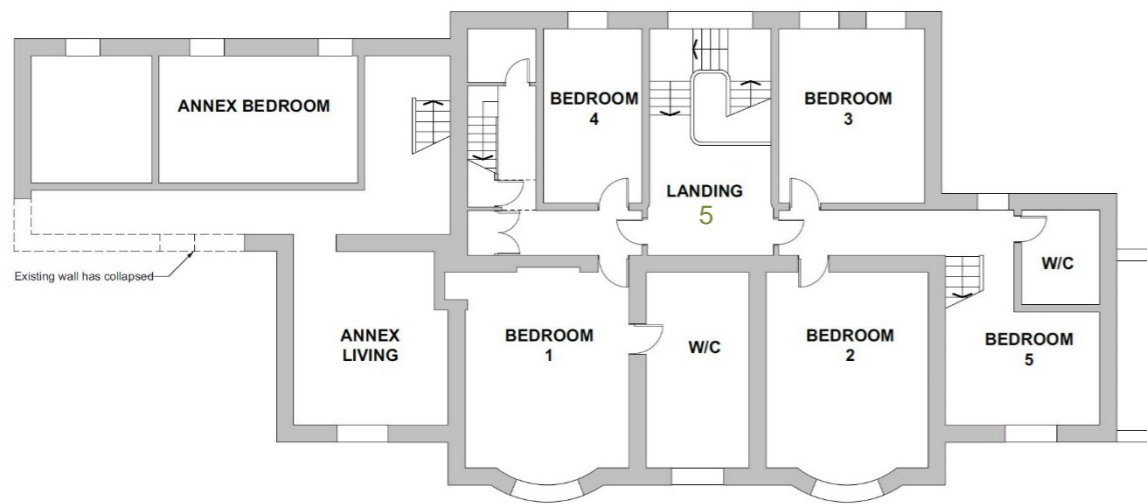 ANNEX BEDROOM
BEDROOM
4
BEDROOM
3
LANDING
5
Existing wall has collapsed
ANNEX
LIVING
BEDROOM
1
W/C
BEDROOM
2
BEDROOM
5
W/C